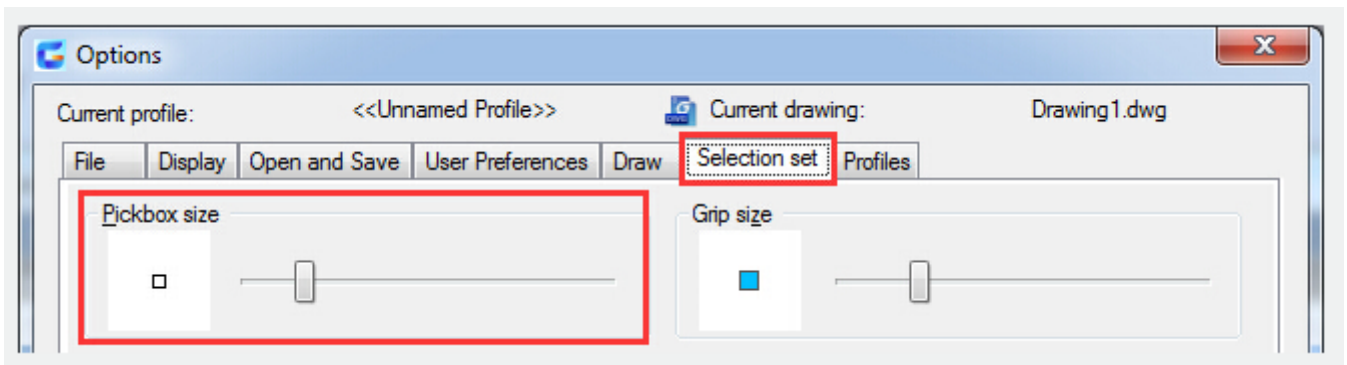 Options
Current profile: <<Unnamed Profile>> Current drawing: Drawing1.dwg
File Display Open and Save User Preferences Draw Selection set Profiles
Pickbox size Grip size